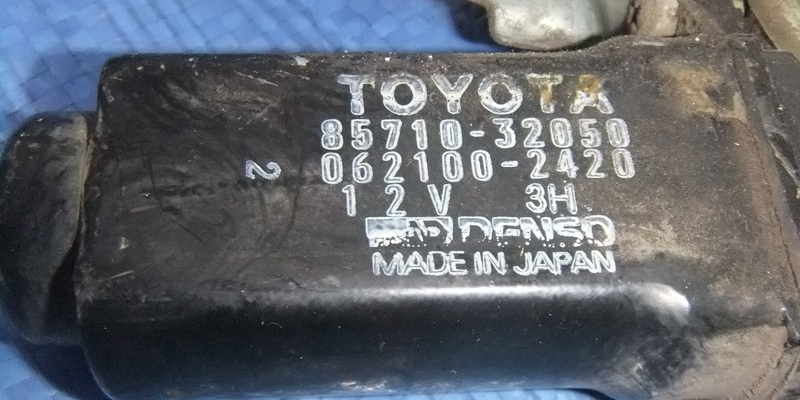 TOYOTA
85710-32050
062100-2420
2
12V 3H
DENSO
MADE IN JAPAN